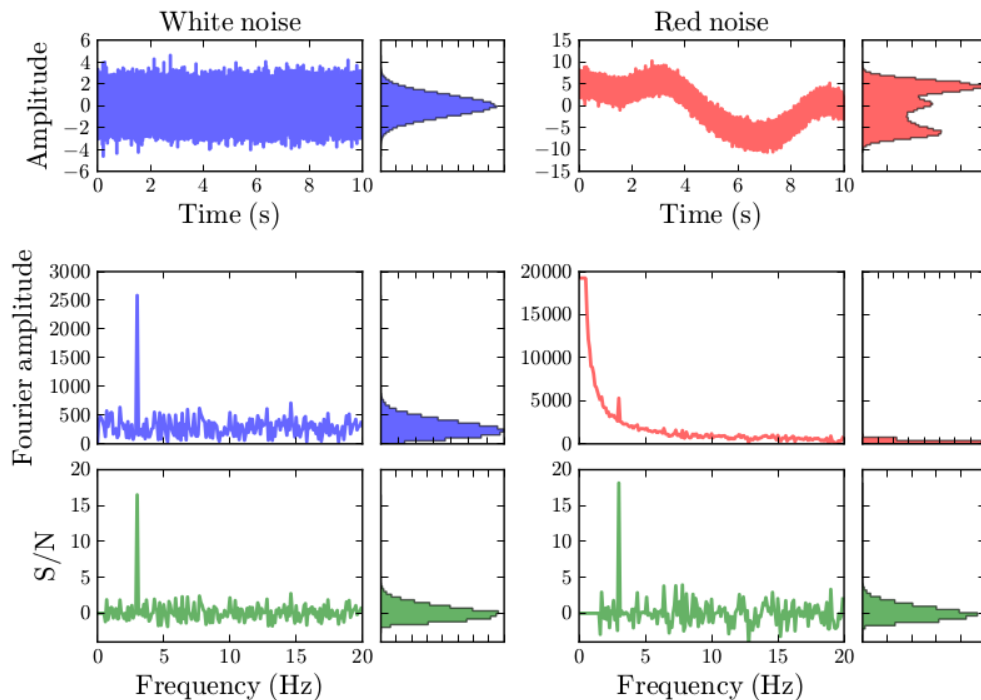 White noise
Red noise
Amplitude
6
4
2
0
−2
−4
−6
0 2 4 6 8 10
Time (s)
15
10
5
0
−5
−10
−15
0 2 4 6 8 10
Time (s)
Fourier amplitude
3000
2500
2000
1500
1000
500
0
20000
15000
10000
5000
0
S/N
20
15
10
5
0
0 5 10 15 20
Frequency (Hz)
20
15
10
5
0
0 5 10 15 20
Frequency (Hz)